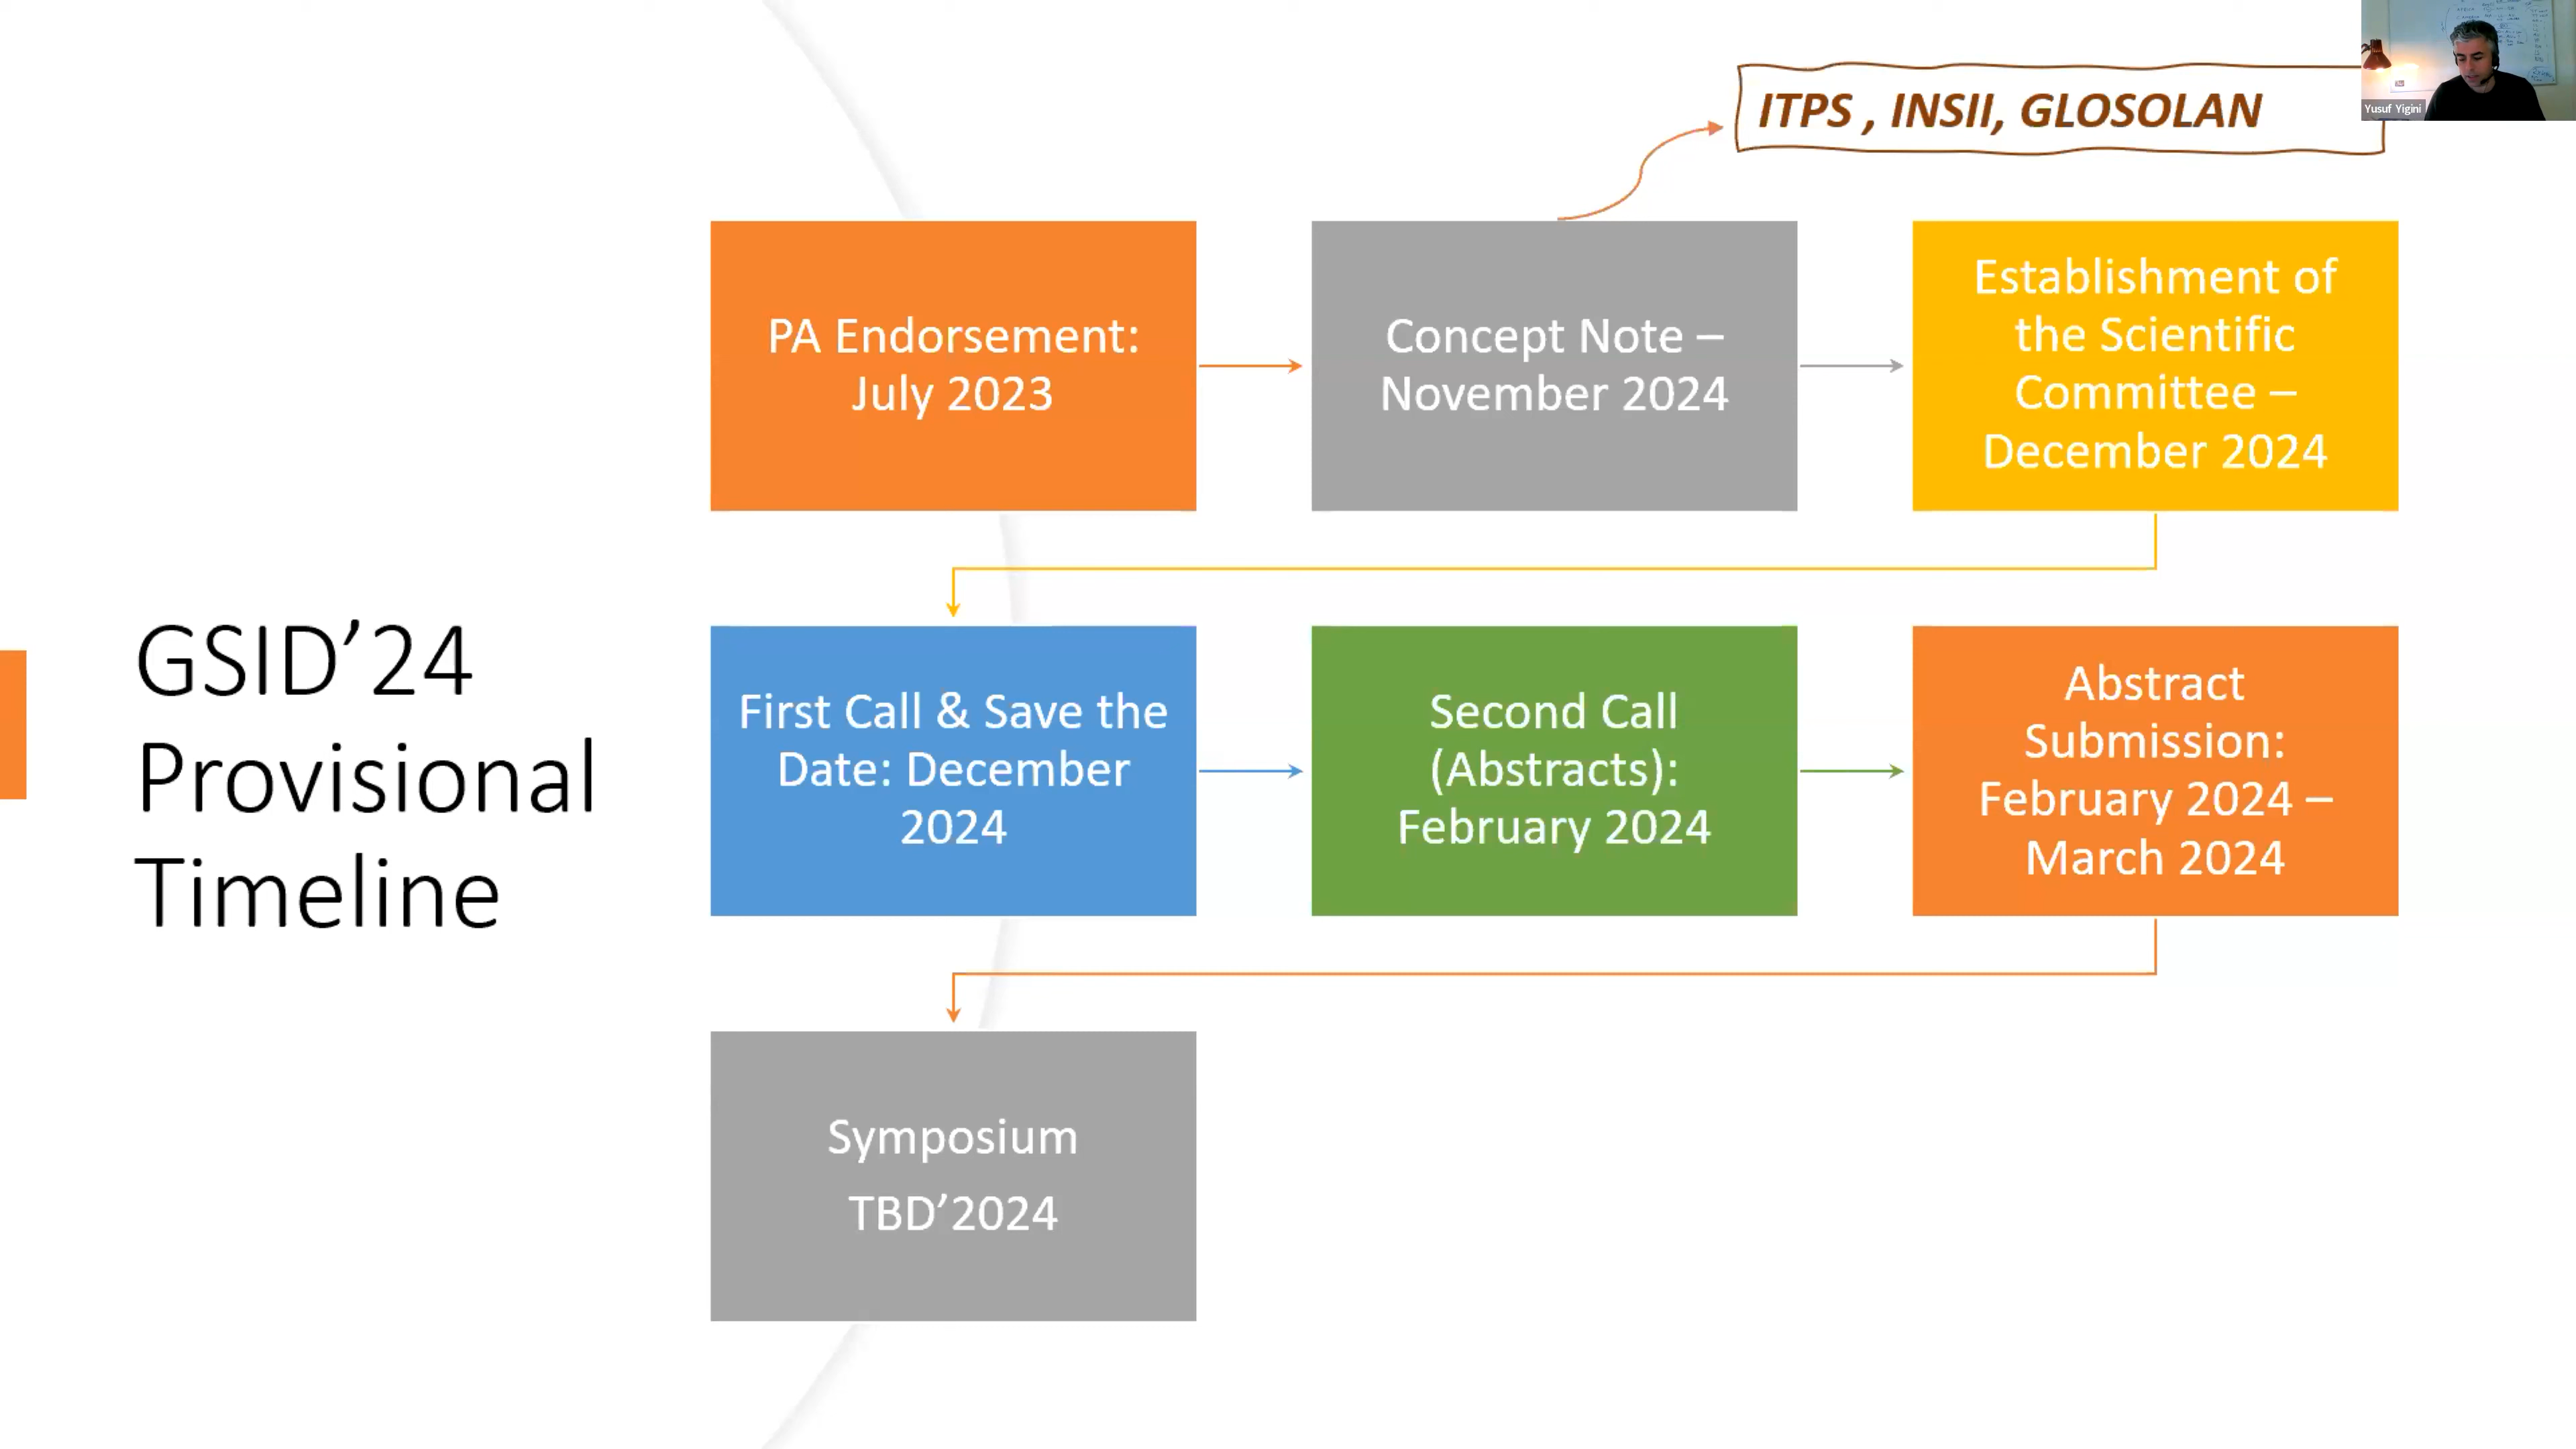 ITPS , INSII, GLOSOLAN
Yusuf Yigini
PA Endorsement:
July 2023
Concept Note –
November 2024
Establishment of
the Scientific
Committee –
December 2024
GSID’24
Provisional
Timeline
First Call & Save the
Date: December
2024
Second Call
(Abstracts):
February 2024
Abstract
Submission:
February 2024 –
March 2024
Symposium
TBD’2024